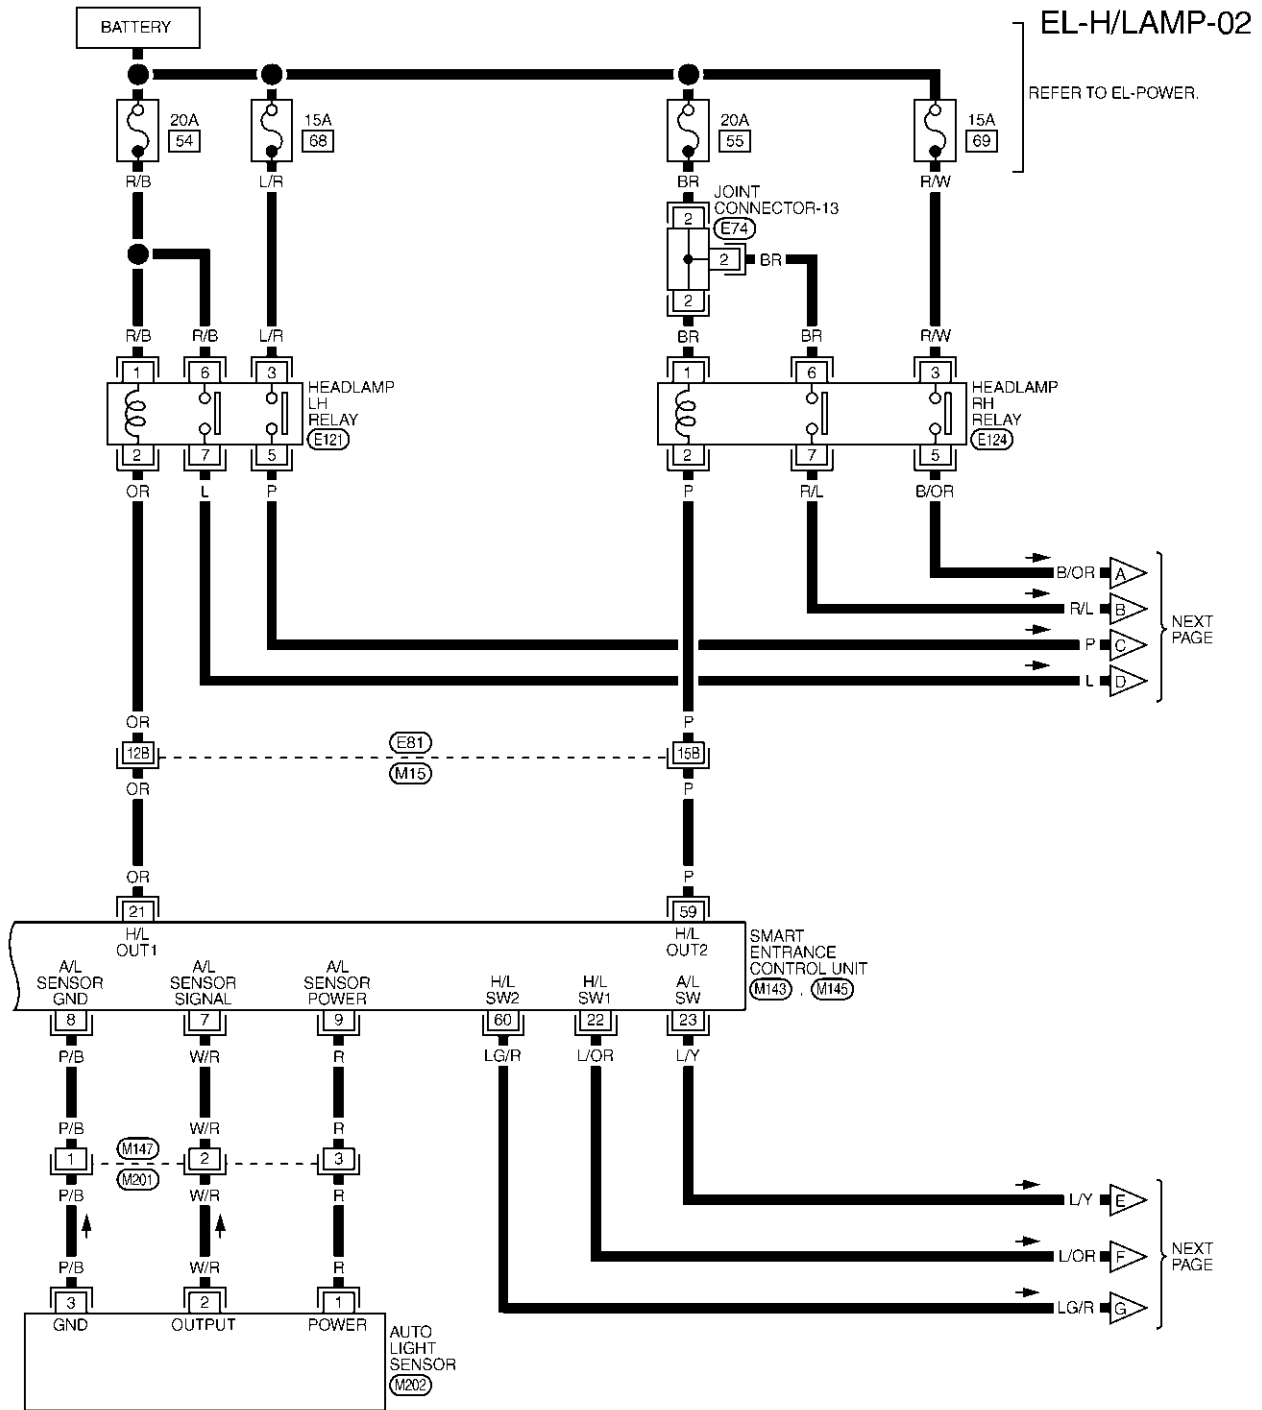 EL-H/LAMP-02
BATTERY
REFER TO EL-POWER.
20A
54
15A
68
20A
55
15A
69
R/B
L/R
BR
R/W
JOINT
CONNECTOR-13
E74
2
2
BR
2
R/B
R/B
L/R
BR
BR
R/W
1
6
3
1
6
3
HEADLAMP
LH
RELAY
E121
HEADLAMP
RH
RELAY
E124
2
7
5
2
7
5
OR
L
P
P
R/L
B/OR
B/OR
A
R/L
B
P
C
L
D
NEXT
PAGE
OR
P
12B
E81
M15
15B
OR
P
OR
P
21
59
H/L
OUT1
H/L
OUT2
SMART
ENTRANCE
CONTROL UNIT
M143 , M145
A/L
SENSOR
GND
A/L
SENSOR
SIGNAL
A/L
SENSOR
POWER
H/L
SW2
H/L
SW1
A/L
SW
8
7
9
60
22
23
P/B
W/R
R
LG/R
L/OR
L/Y
P/B
W/R
R
1
M147
M201
2
3
P/B
W/R
R
L/Y
E
L/OR
F
LG/R
G
NEXT
PAGE
P/B
W/R
R
3
2
1
GND
OUTPUT
POWER
AUTO
LIGHT
SENSOR
M202